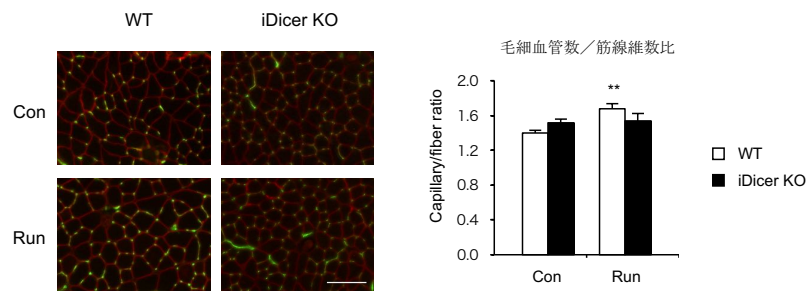 WT
iDicer KO
Con
Run
毛細血管数／筋線維数比
Capillary/fiber ratio
2.0
1.6
1.2
0.8
0.4
0.0
**
Con
Run
WT
iDicer KO